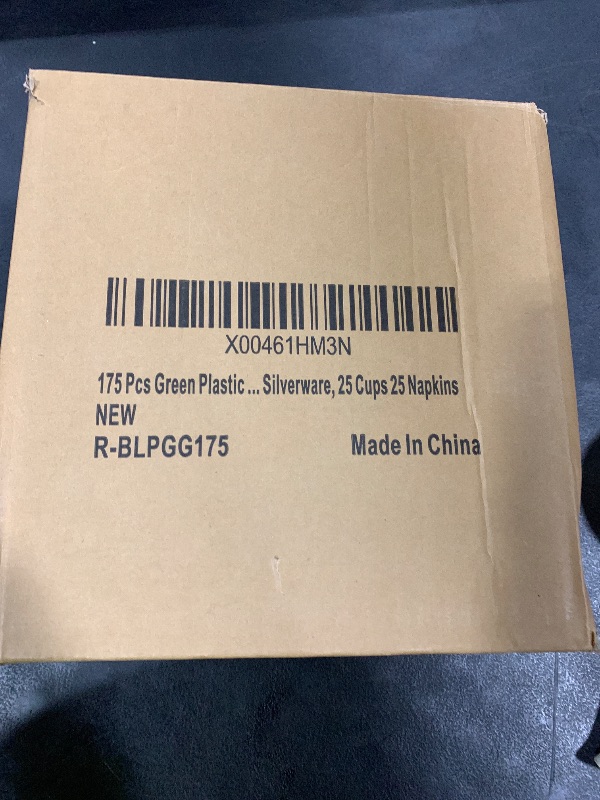 X00461HM3N
175 Pcs Green Plastic ... Silverware, 25 Cups 25 Napkins
NEW
R-BLPGG175 Made In China